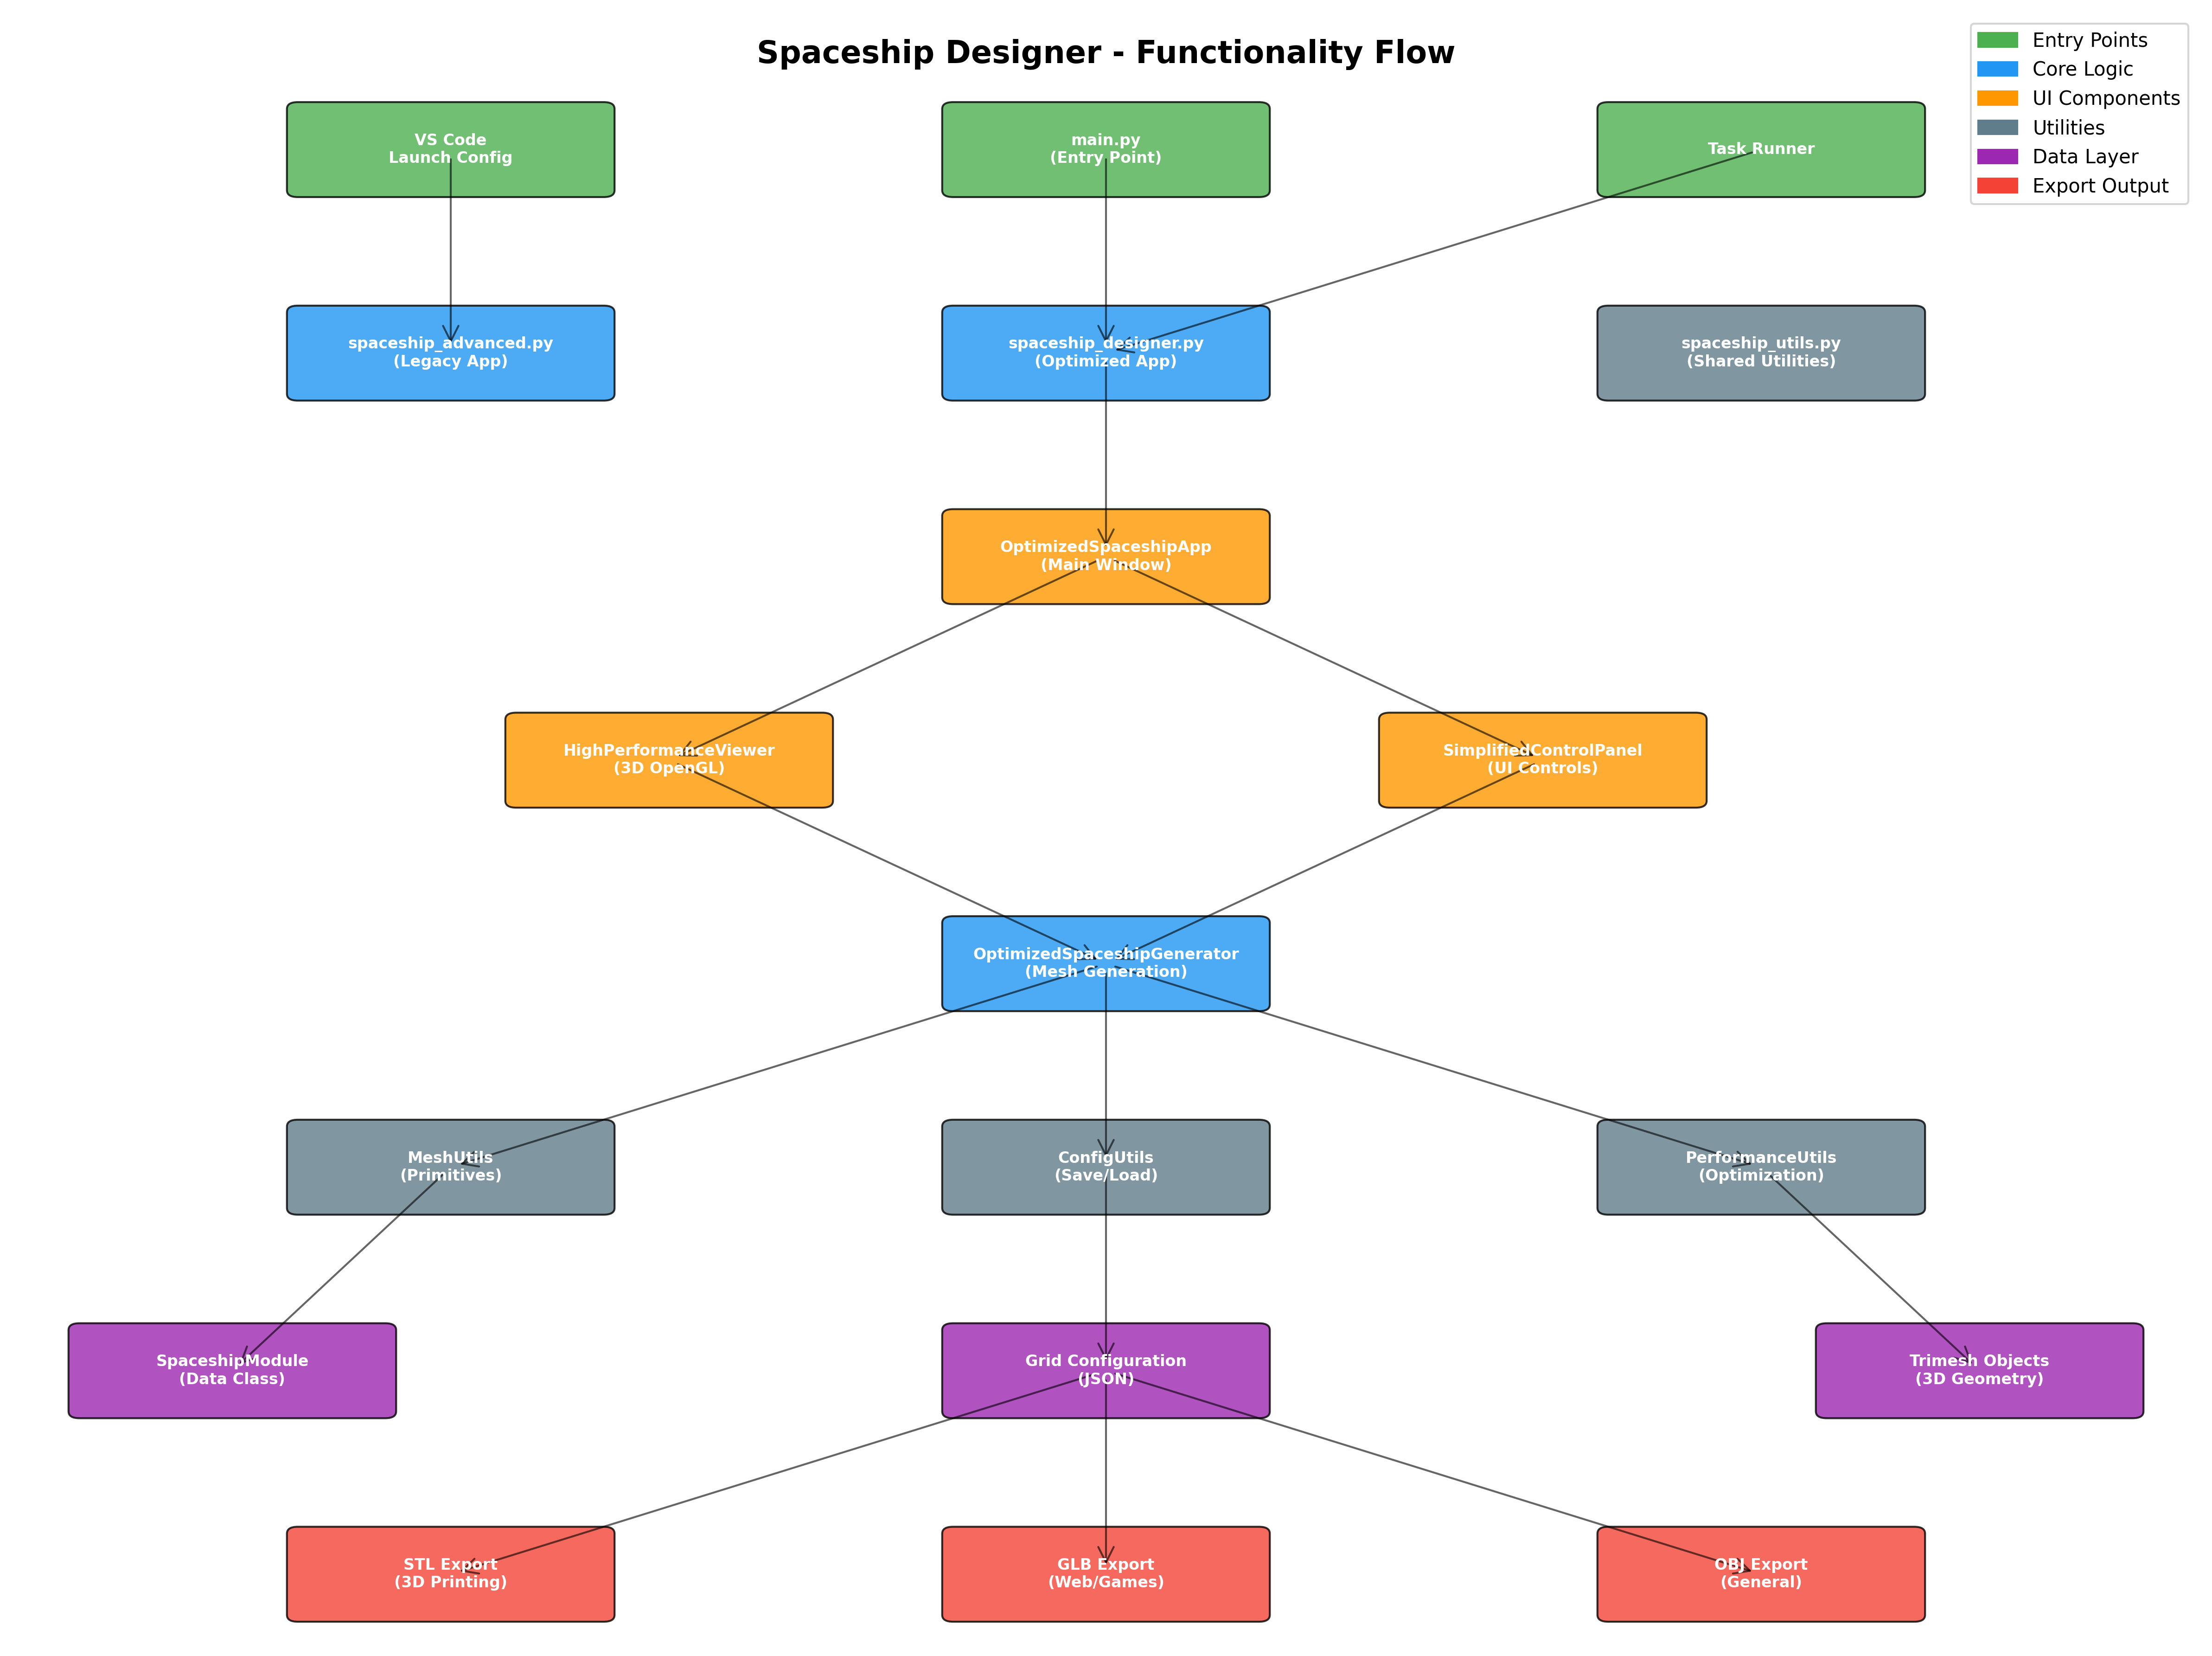 Spaceship Designer - Functionality Flow
Entry Points
Core Logic
UI Components
Utilities
Data Layer
Export Output
VS Code
Launch Config
main.py
(Entry Point)
Task Runner
spaceship_advanced.py
(Legacy App)
spaceship_designer.py
(Optimized App)
spaceship_utils.py
(Shared Utilities)
OptimizedSpaceshipApp
(Main Window)
HighPerformanceViewer
(3D OpenGL)
SimplifiedControlPanel
(UI Controls)
OptimizedSpaceshipGenerator
(Mesh Generation)
MeshUtils
(Primitives)
ConfigUtils
(Save/Load)
PerformanceUtils
(Optimization)
SpaceshipModule
(Data Class)
Grid Configuration
(JSON)
Trimesh Objects
(3D Geometry)
STL Export
(3D Printing)
GLB Export
(Web/Games)
OBJ Export
(General)